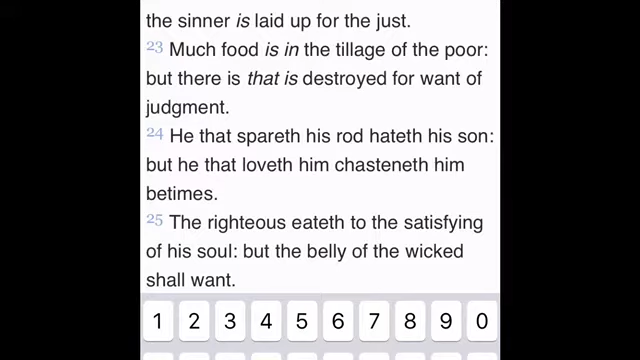 the sinner is laid up for the just.
23 Much food is in the tillage of the poor:
but there is that is destroyed for want of
judgment.
24 He that spareth his rod hateth his son:
but he that loveth him chasteneth him
betimes.
25 The righteous eateth to the satisfying
of his soul: but the belly of the wicked
shall want.
1 2 3 4 5 6 7 8 9 0